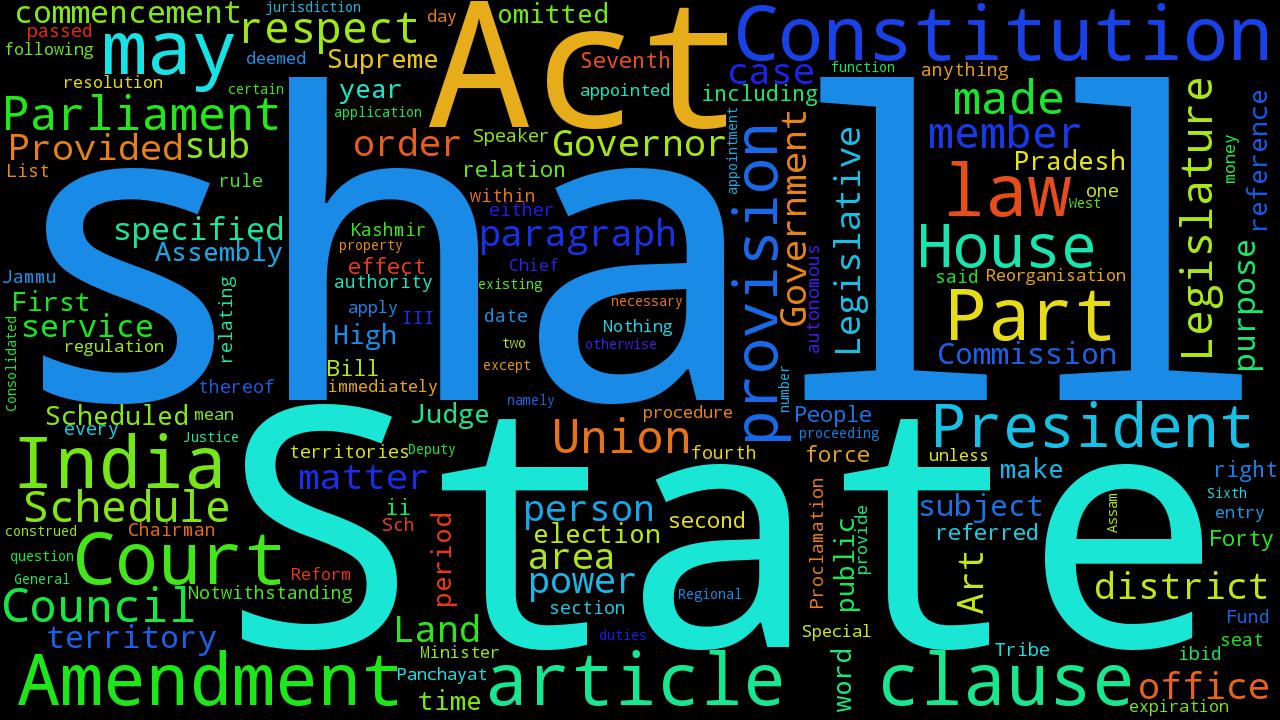 commencement
passed
following
jurisdiction
day
omitted
may
respect
deemed
Act
Constitution
Supreme
Seventh
case
function
anything
resolution
certain
year
appointed
including
made
Parliament
application
Provided
sub
order
Speaker
Governor
member
List
rule
relation
Pradesh
within
law
one
West
shall
either
specified
Kashmir
paragraph
appointment
provision
Government
Legislative
Legislature
money
reference
House
Assembly
property
effect
Chief
said
Reorganisation
Jammu
authority
existing
First
relating
apply
III
date
necessary
autonomous
Part
purpose
service
High
Nothing
regulation
two
otherwise
Commission
Consolidated
Bill
except
thereof
immediately
namely
number
Scheduled
mean
Judge
procedure
People
President
every
Justice
proceeding
India
State
territories
Deputy
Union
fourth
force
unless
matter
make
right
Schedule
ii
person
second
subject
Sixth
entry
construed
Chairman
Sch
period
election
Proclamation
public
provide
referred
Assam
Forty
question
Court
area
Art
General
Reform
power
district
Council
Notwithstanding
section
Regional
Fund
territory
Land
duties
Special
seat
Minister
Tribe
ibid
Amendment
Panchayat
article
word
clause
office
time
expiration